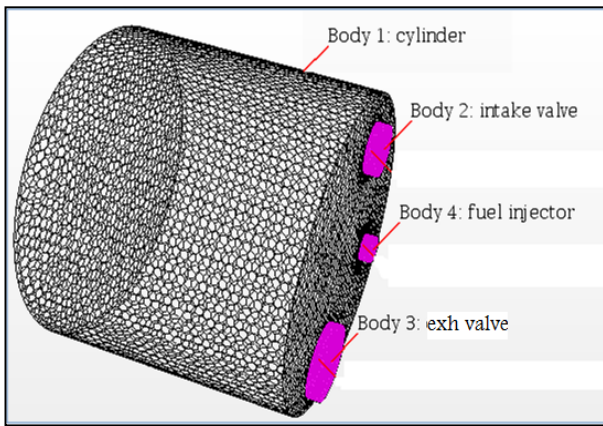 Body 1: cylinder
Body 2: intake valve
Body 4: fuel injector
Body 3: exh valve